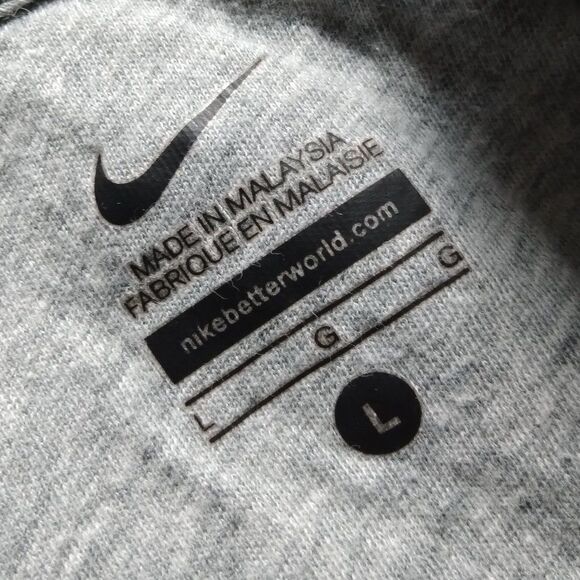 MADE IN MALAYSIA
FABRIQUE EN MALAISIE
nikebetterworld.com
L G G
L